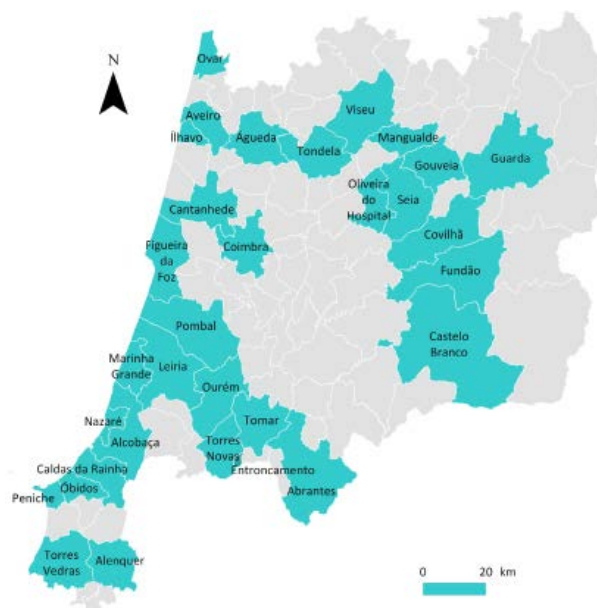 Ovar
N
Viseu
Aveiro
Ílhavo
Águeda
Mangualde
Tondela
Gouveia
Guarda
Oliveira
do
Hospital
Seia
Cantanhede
Covilhã
Coimbra
Figueira
da
Foz
Fundão
Pombal
Castelo
Branco
Marinha
Grande
Leiria
Ourém
Nazaré
Tomar
Alcobaça
Torres
Novas
Caldas da Rainha
Entroncamento
Óbidos
Peniche
Abrantes
Torres
Vedras
Alenquer
0 20 km